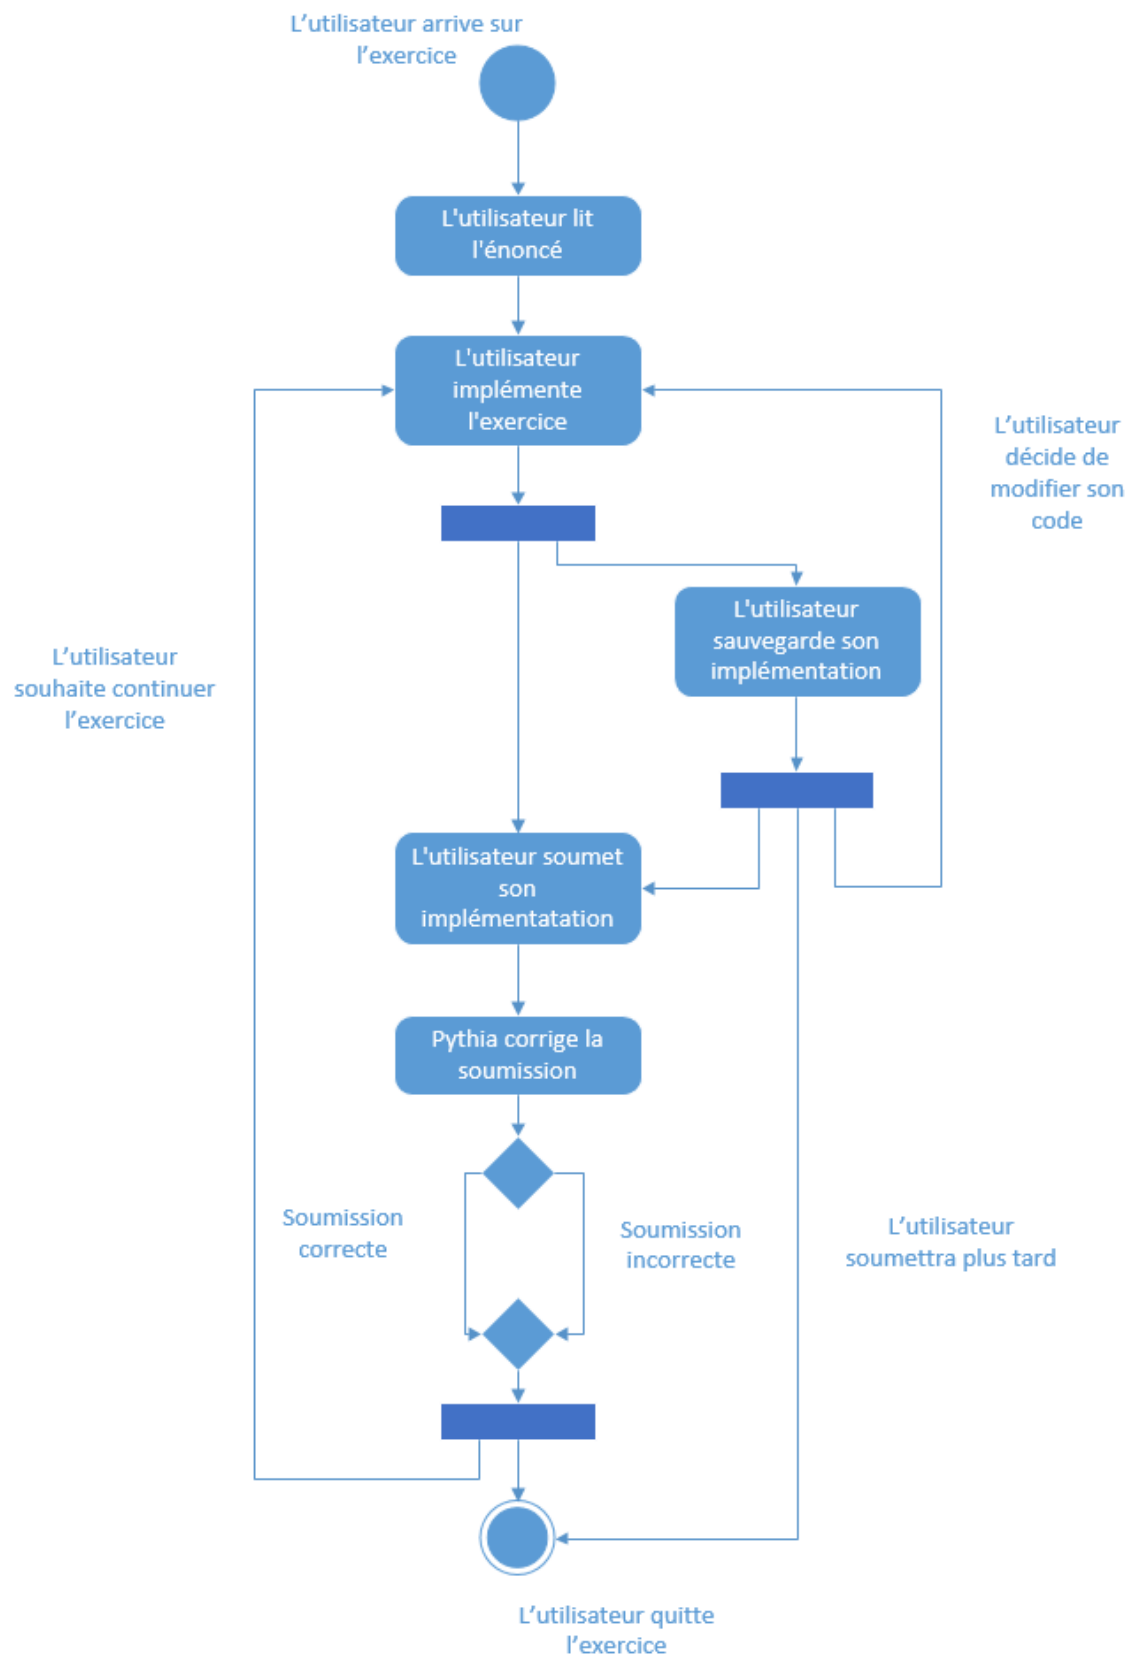 L’utilisateur arrive sur
l’exercice
L'utilisateur lit
l'énoncé
L'utilisateur
implémente
l'exercice
L’utilisateur
décide de
modifier son
code
L'utilisateur
sauvegarde son
implémentation
L’utilisateur
souhaite continuer
l’exercice
L'utilisateur soumet
son
implémentatation
Pythia corrige la
soumission
Soumission
correcte
Soumission
incorrecte
L’utilisateur
soumettra plus tard
L’utilisateur quitte
l’exercice